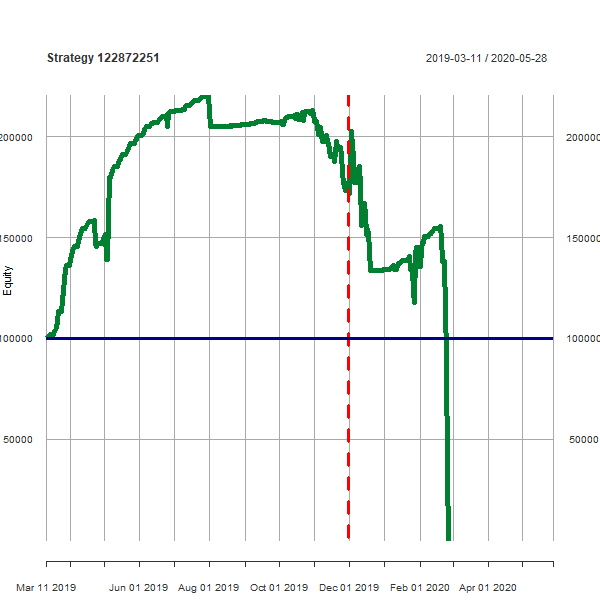 Strategy 122872251
2019-03-11 / 2020-05-28
200000
200000
150000
150000
Equity
100000
100000
50000
50000
Mar 11 2019
Jun 01 2019
Aug 01 2019
Oct 01 2019
Dec 01 2019
Feb 01 2020
Apr 01 2020